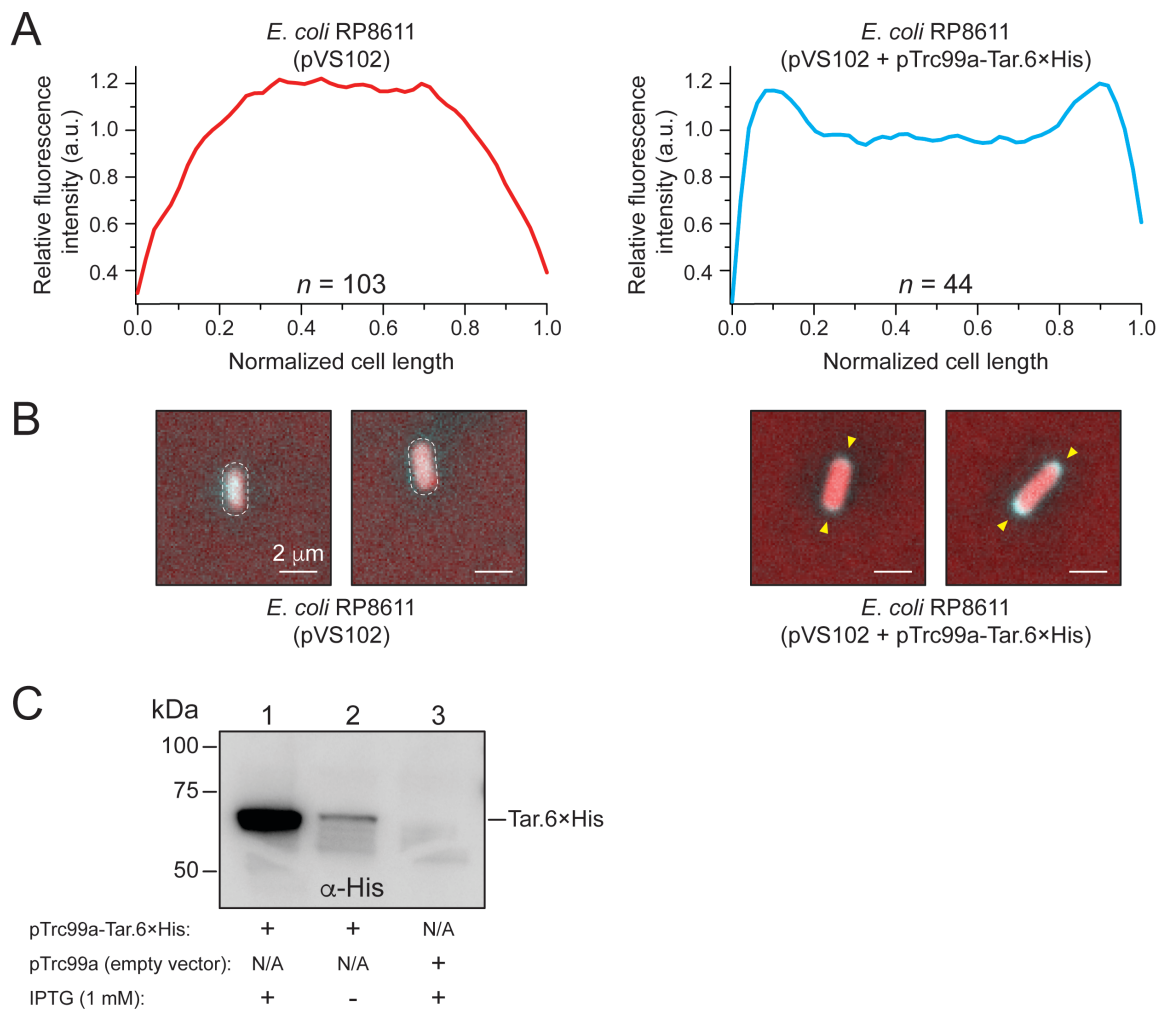 A
E. coli RP8611
(pVS102)
Relative fluorescence
intensity (a.u.)
1.2
1.0
0.8
0.6
0.4
n = 103
0.0 0.2 0.4 0.6 0.8 1.0
Normalized cell length
E. coli RP8611
(pVS102 + pTrc99a-Tar.6×His)
Relative fluorescence
intensity (a.u.)
1.2
1.0
0.8
0.6
0.4
n = 44
0.0 0.2 0.4 0.6 0.8 1.0
Normalized cell length
B
2 μm
E. coli RP8611
(pVS102)
E. coli RP8611
(pVS102 + pTrc99a-Tar.6×His)
C
kDa 1 2 3
100
75
50
Tar.6×His
α-His
pTrc99a-Tar.6×His: + + N/A
pTrc99a (empty vector): N/A N/A +
IPTG (1 mM): + - +